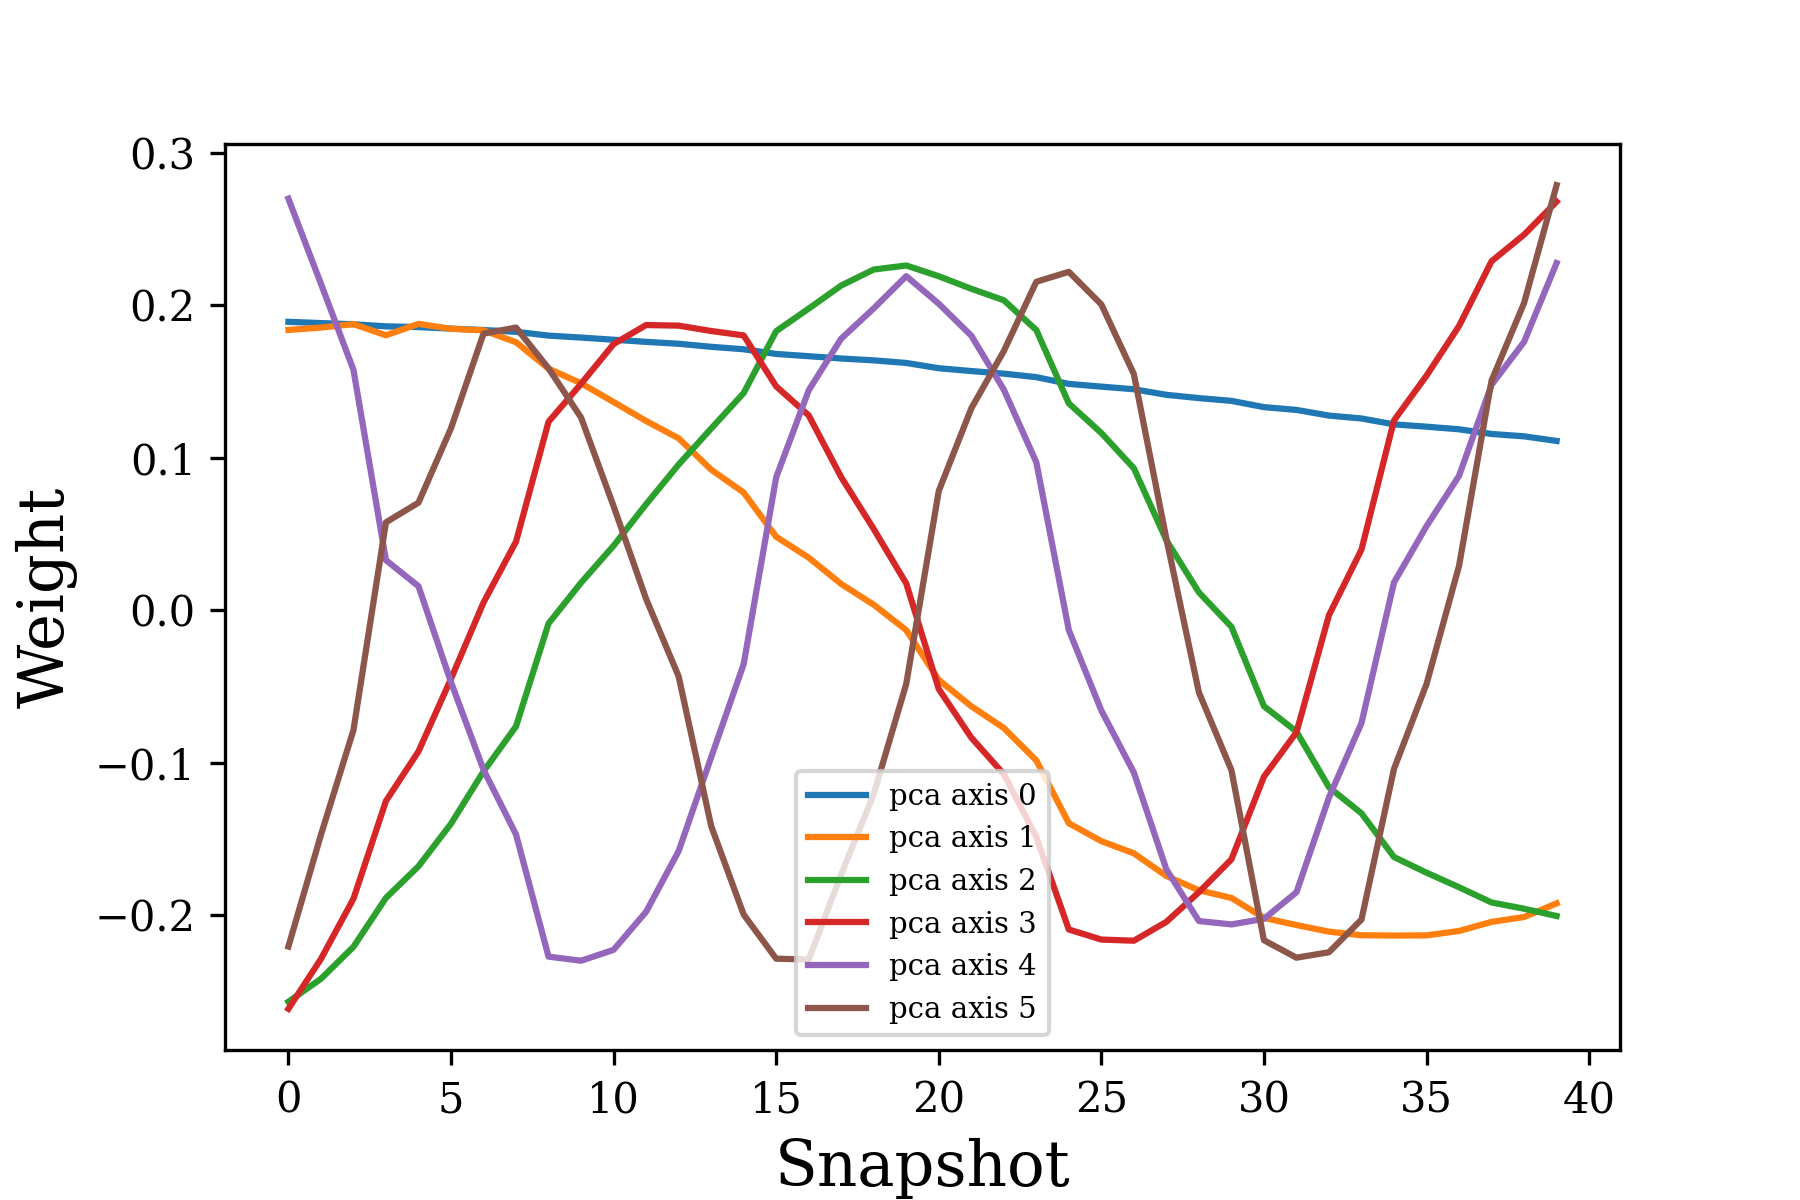 0.3
0.2
0.1
0.0
−0.1
−0.2
Weight
pca axis 0
pca axis 1
pca axis 2
pca axis 3
pca axis 4
pca axis 5
0 5 10 15 20 25 30 35 40
Snapshot